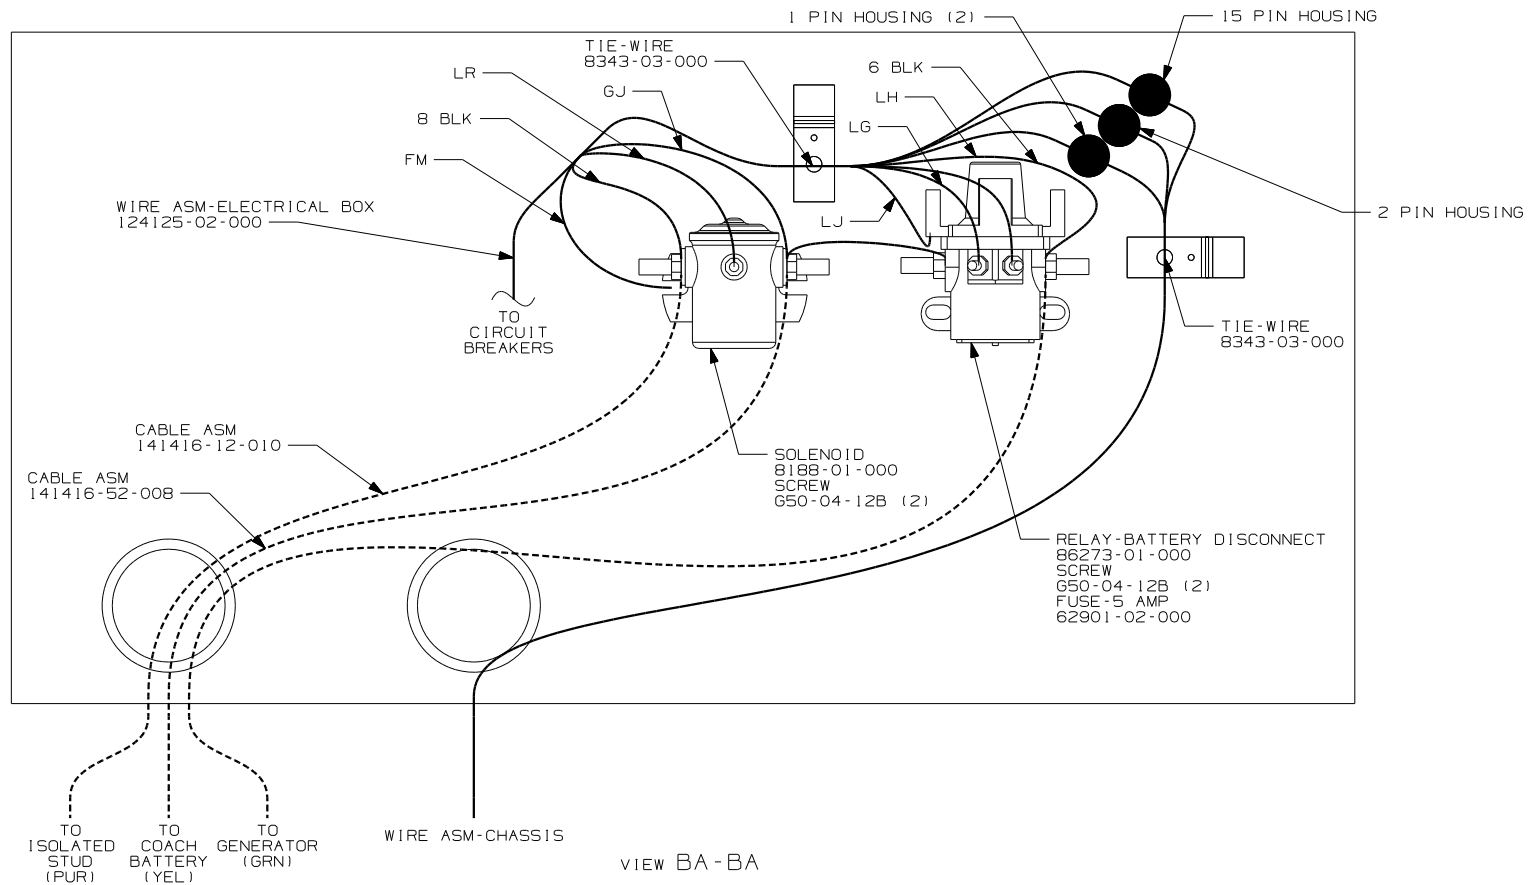 1 PIN HOUSING (2)
15 PIN HOUSING
TIE-WIRE
8343-03-000
LR
GJ
6 BLK
LH
8 BLK
LG
FM
WIRE ASM-ELECTRICAL BOX
124125-02-000
LJ
2 PIN HOUSING
TO
CIRCUIT
BREAKERS
TIE-WIRE
8343-03-000
CABLE ASM
141416-12-010
CABLE ASM
141416-52-008
SOLENOID
8188-01-000
SCREW
G50-04-12B (2)
RELAY-BATTERY DISCONNECT
86273-01-000
SCREW
G50-04-12B (2)
FUSE-5 AMP
62901-02-000
TO
ISOLATED
STUD
(PUR)
TO
COACH
BATTERY
(YEL)
TO
GENERATOR
(GRN)
WIRE ASM-CHASSIS
VIEW BA-BA